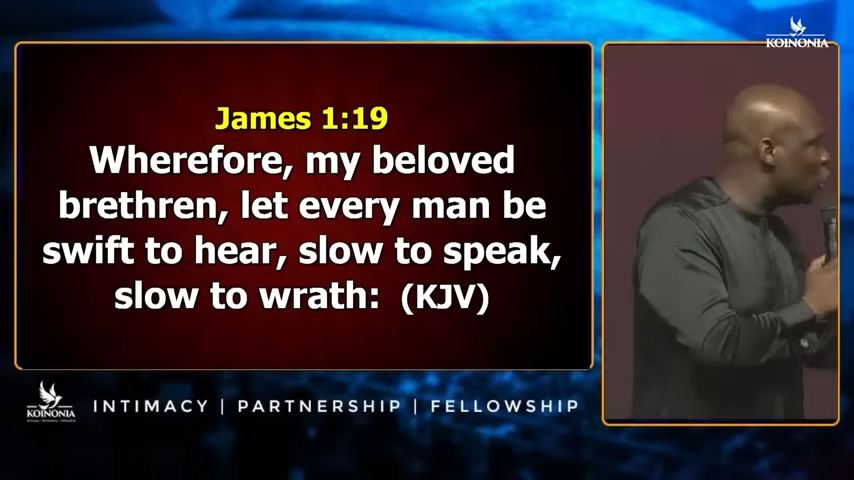 KOINONIA
James 1:19
Wherefore, my beloved
brethren, let every man be
swift to hear, slow to speak,
slow to wrath: (KJV)
KOINONIA
INTIMACY | PARTNERSHIP | FELLOWSHIP